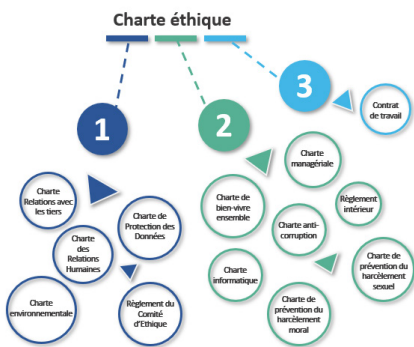 Charte éthique
1
Charte
Relations avec
les tiers
Charte de
Protection des
Données
Charte
des
Relations
Humaines
Charte
environnementale
Règlement du
Comité
d'Ethique
2
Charte
managériale
Charte de
bien-vivre
ensemble
Règlement
intérieur
Charte anti-
corruption
Charte
informatique
Charte de
prévention du
harcèlement
sexuel
Charte de
prévention du
harcèlement
moral
3
Contrat
de travail